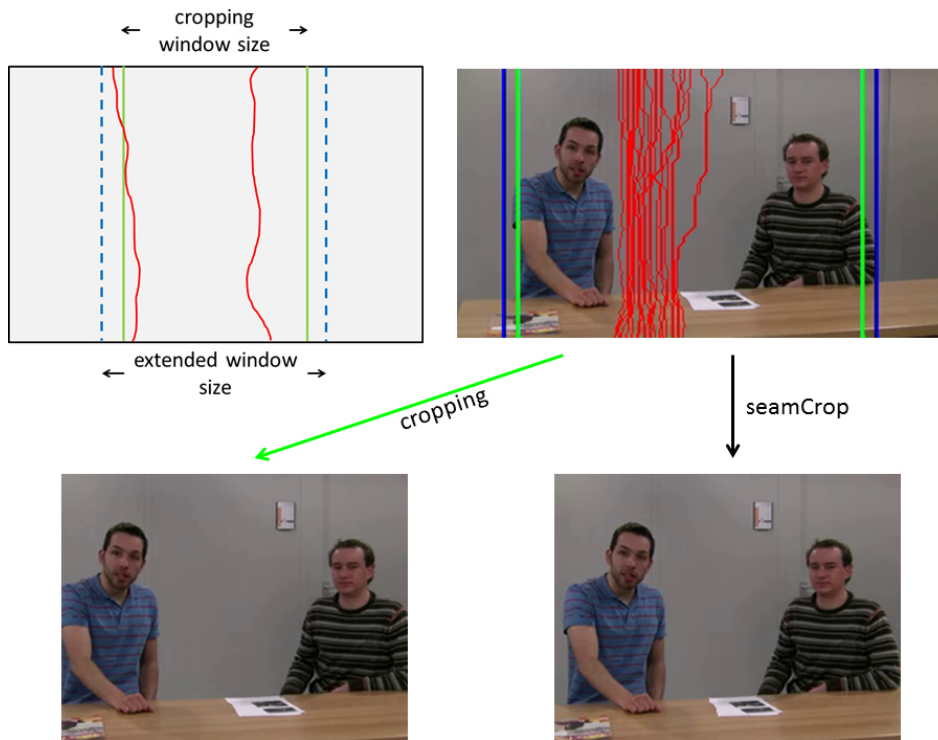 cropping
window size
extended window
size
cropping
seamCrop